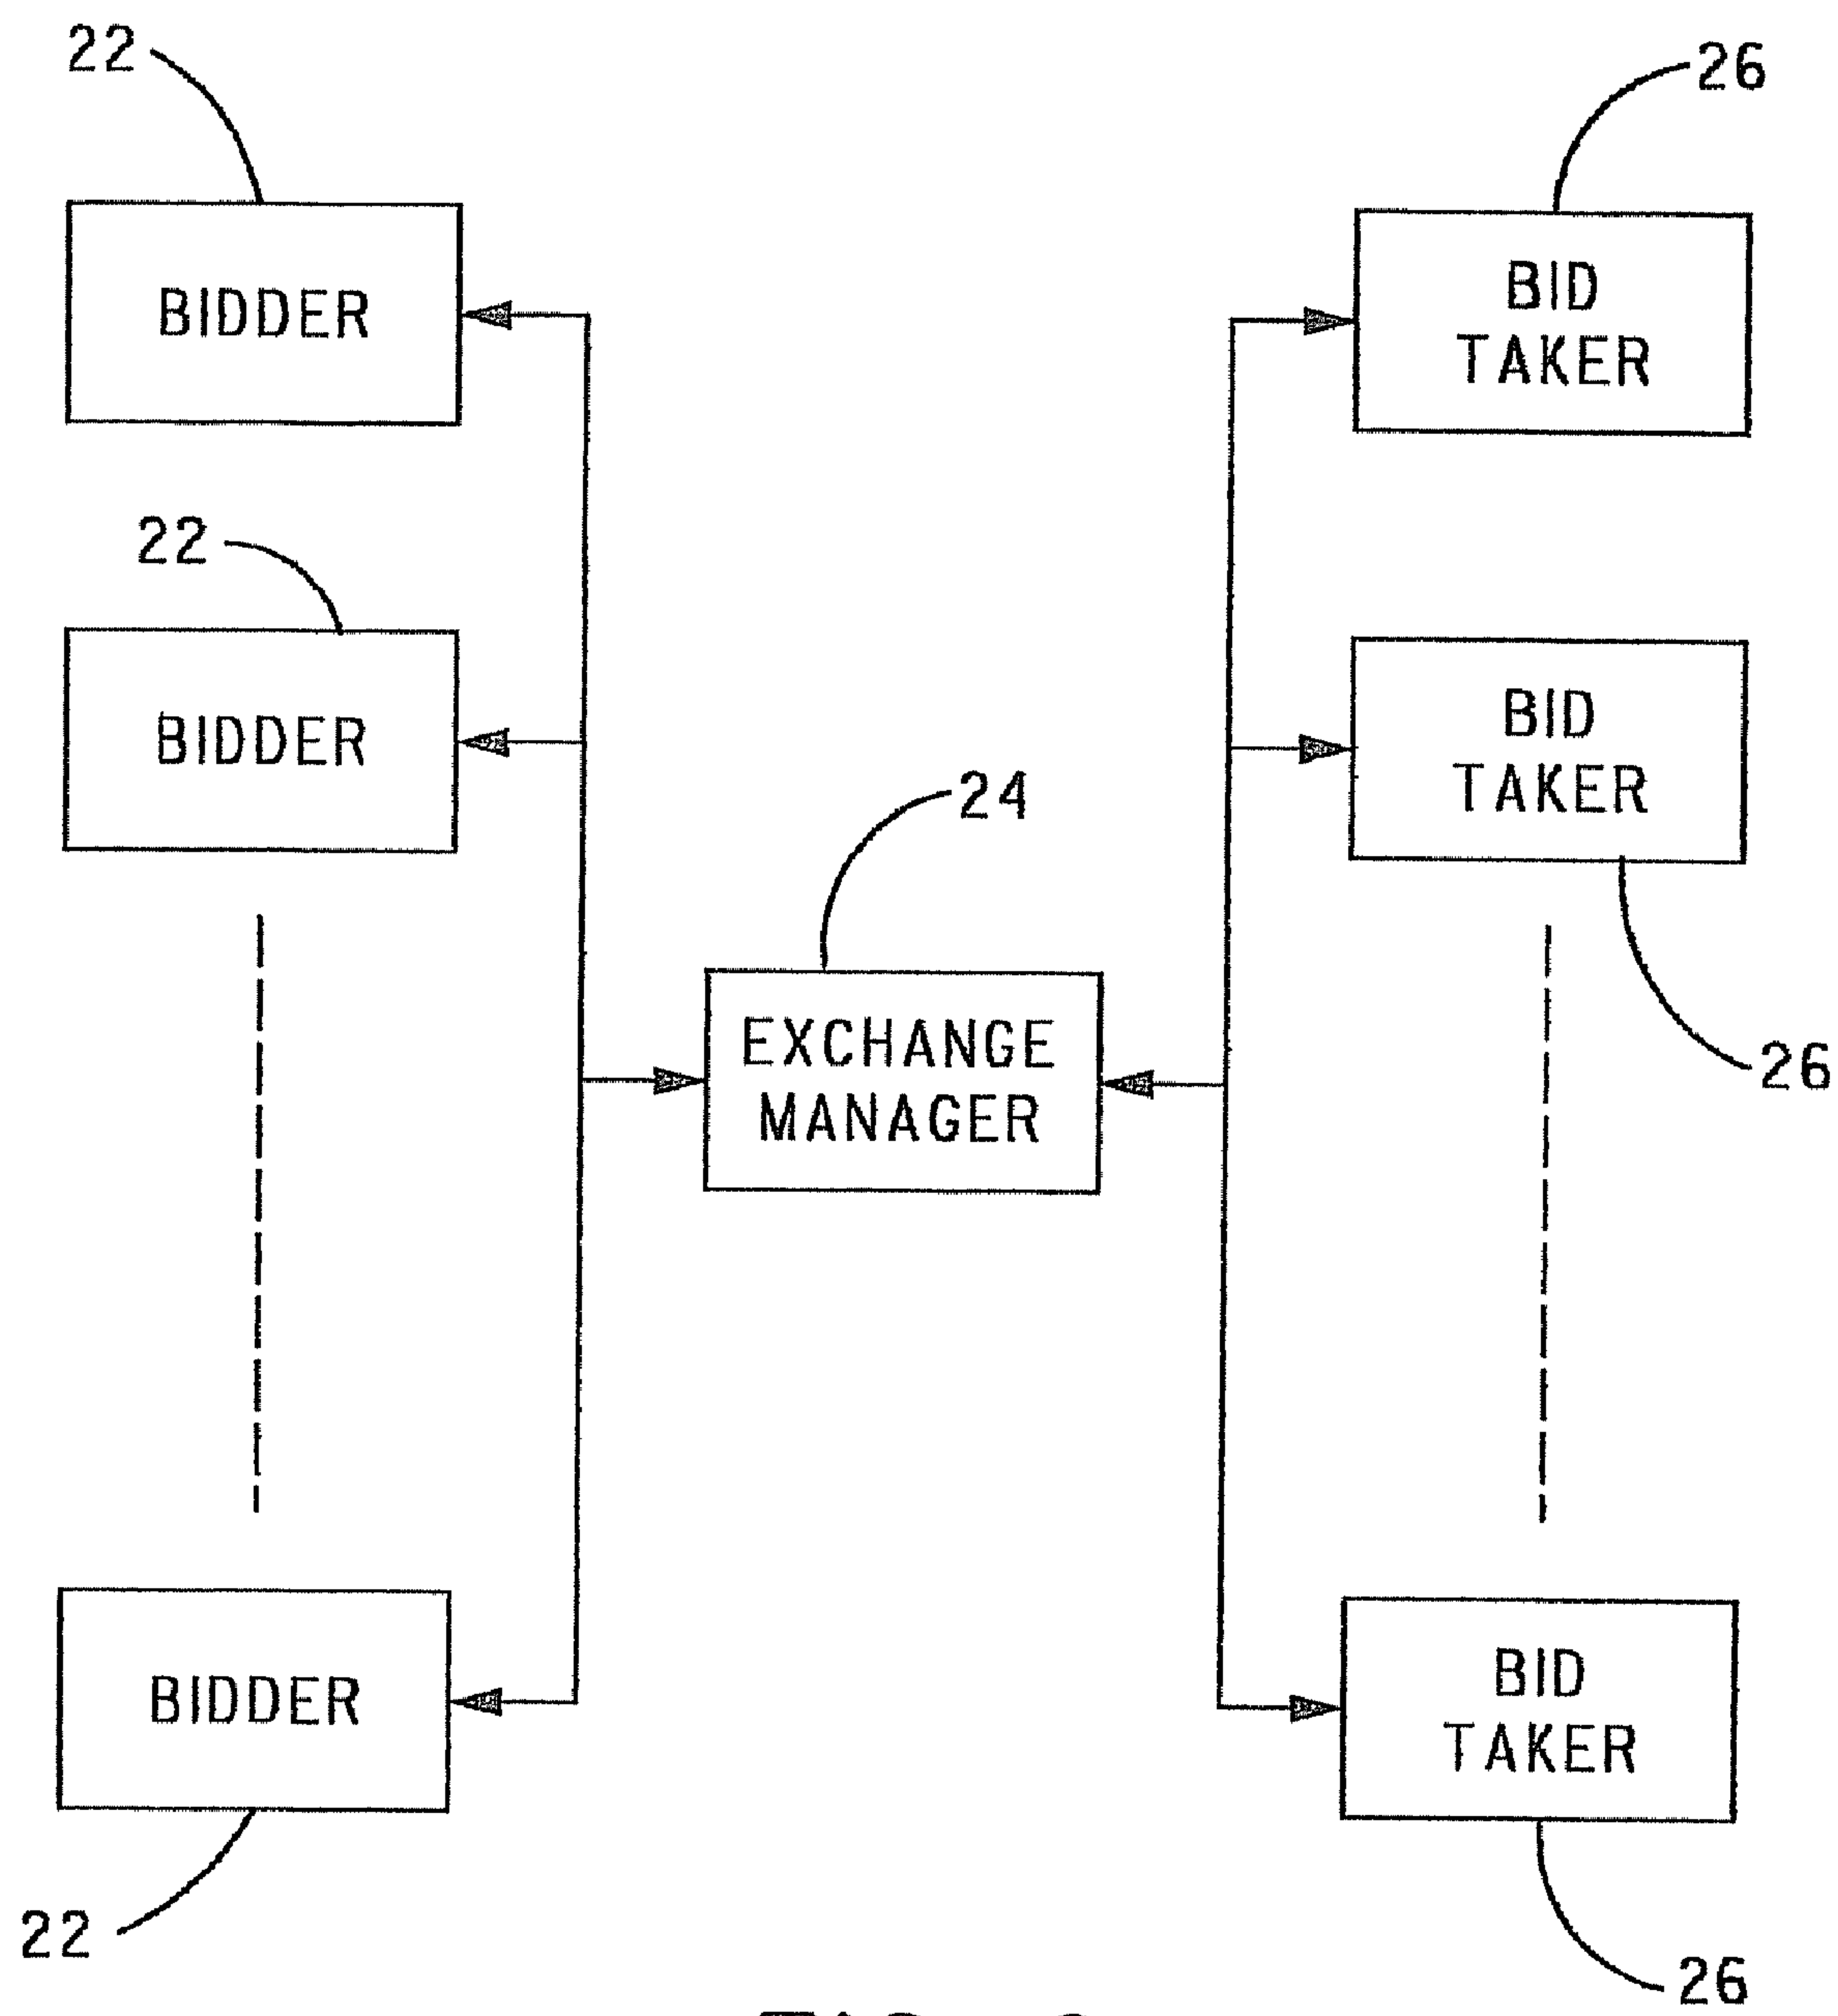 22
26
BIDDER
BID
TAKER
22
BIDDER
BID
TAKER
24
EXCHANGE
MANAGER
26
BIDDER
BID
TAKER
22
26